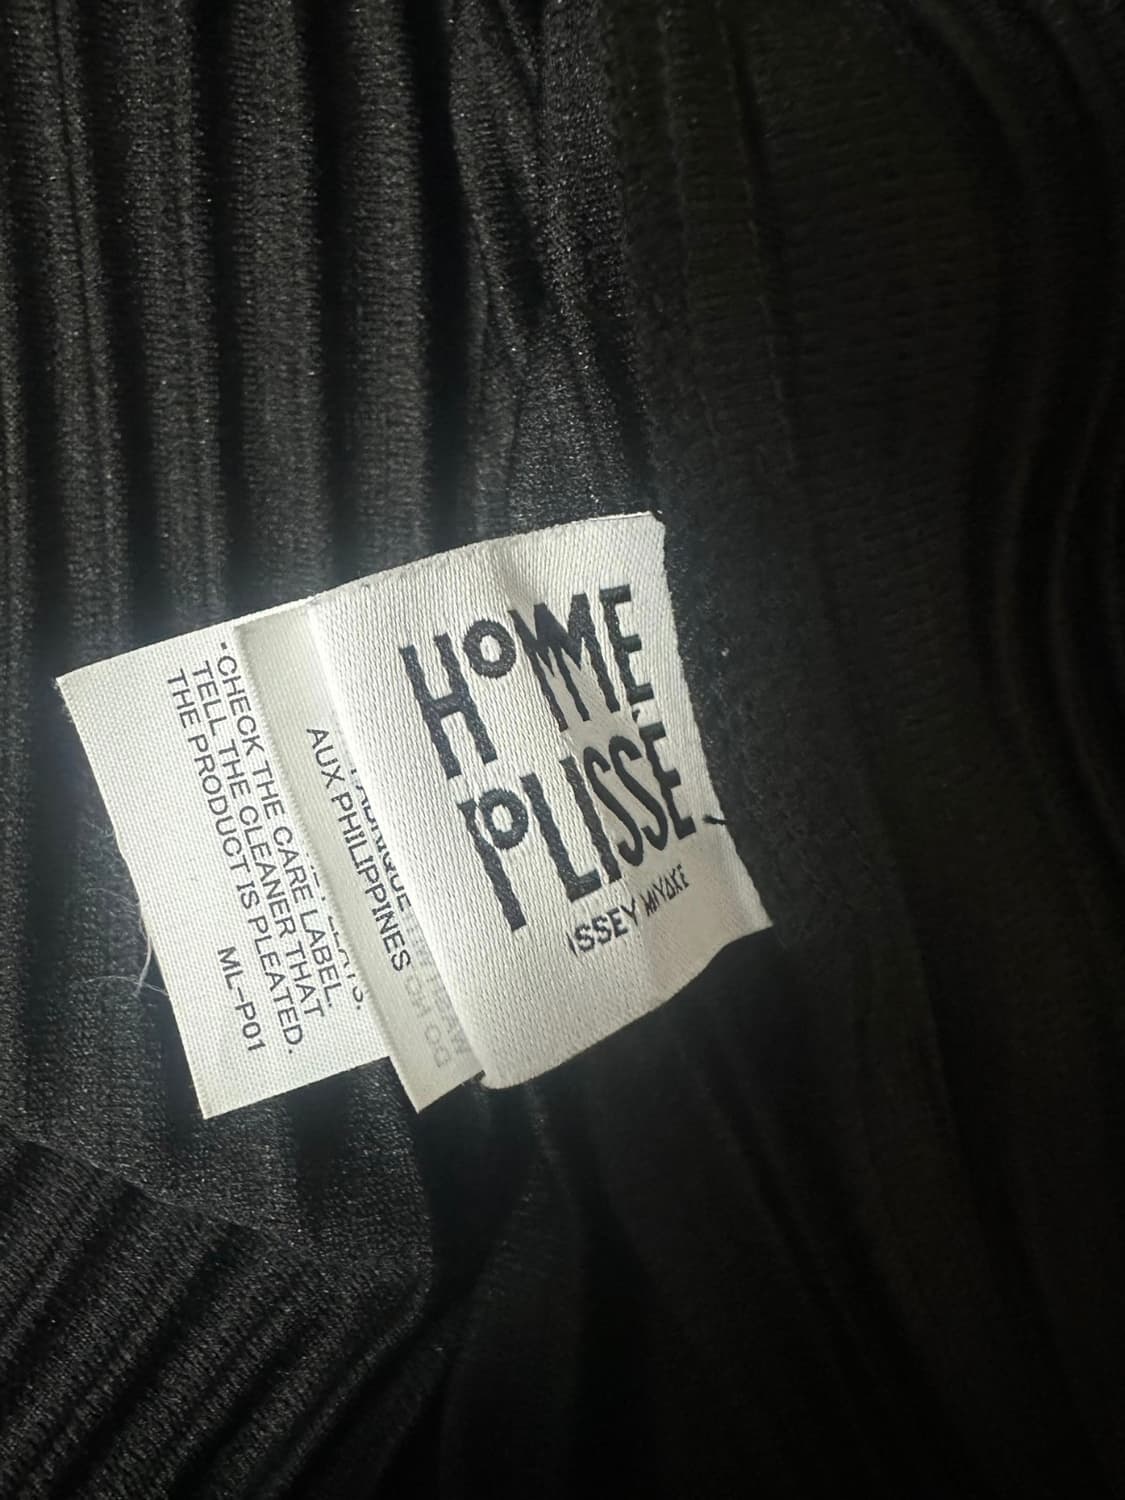 HOMME
PLISSÉ
ISSEY MIYAKE
AUX PHILIPPINES
*CHECK THE CARE LABEL.
TELL THE CLEANER THAT
THE PRODUCT IS PLEATED.
ML-P01